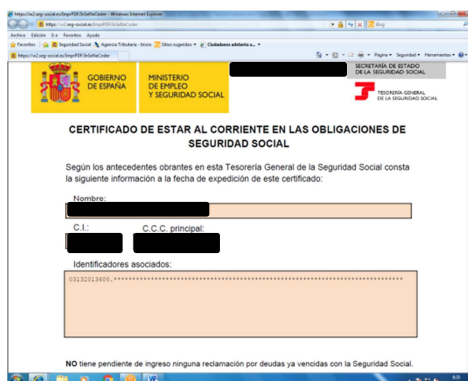 https://w2.seg-social.es/ImprPDF/InSeNaCoder - Windows Internet Explorer
Archivo Edición Ver Favoritos Ayuda
Favoritos Seguridad Social Agencia Tributaria - Inicio Sitios sugeridos Ciudadanos
Página Seguridad Herramientas
GOBIERNO
DE ESPAÑA
MINISTERIO
DE EMPLEO
Y SEGURIDAD SOCIAL
SECRETARÍA DE ESTADO
DE LA SEGURIDAD SOCIAL
TESORERÍA GENERAL
DE LA SEGURIDAD SOCIAL
CERTIFICADO DE ESTAR AL CORRIENTE EN LAS OBLIGACIONES DE
SEGURIDAD SOCIAL
Según los antecedentes obrantes en esta Tesorería General de la Seguridad Social consta
la siguiente información a la fecha de expedición de este certificado:
Nombre:
C.I.: C.C.C. principal:
Identificadores asociados:
03132013600.
NO tiene pendiente de ingreso ninguna reclamación por deudas ya vencidas con la Seguridad Social.